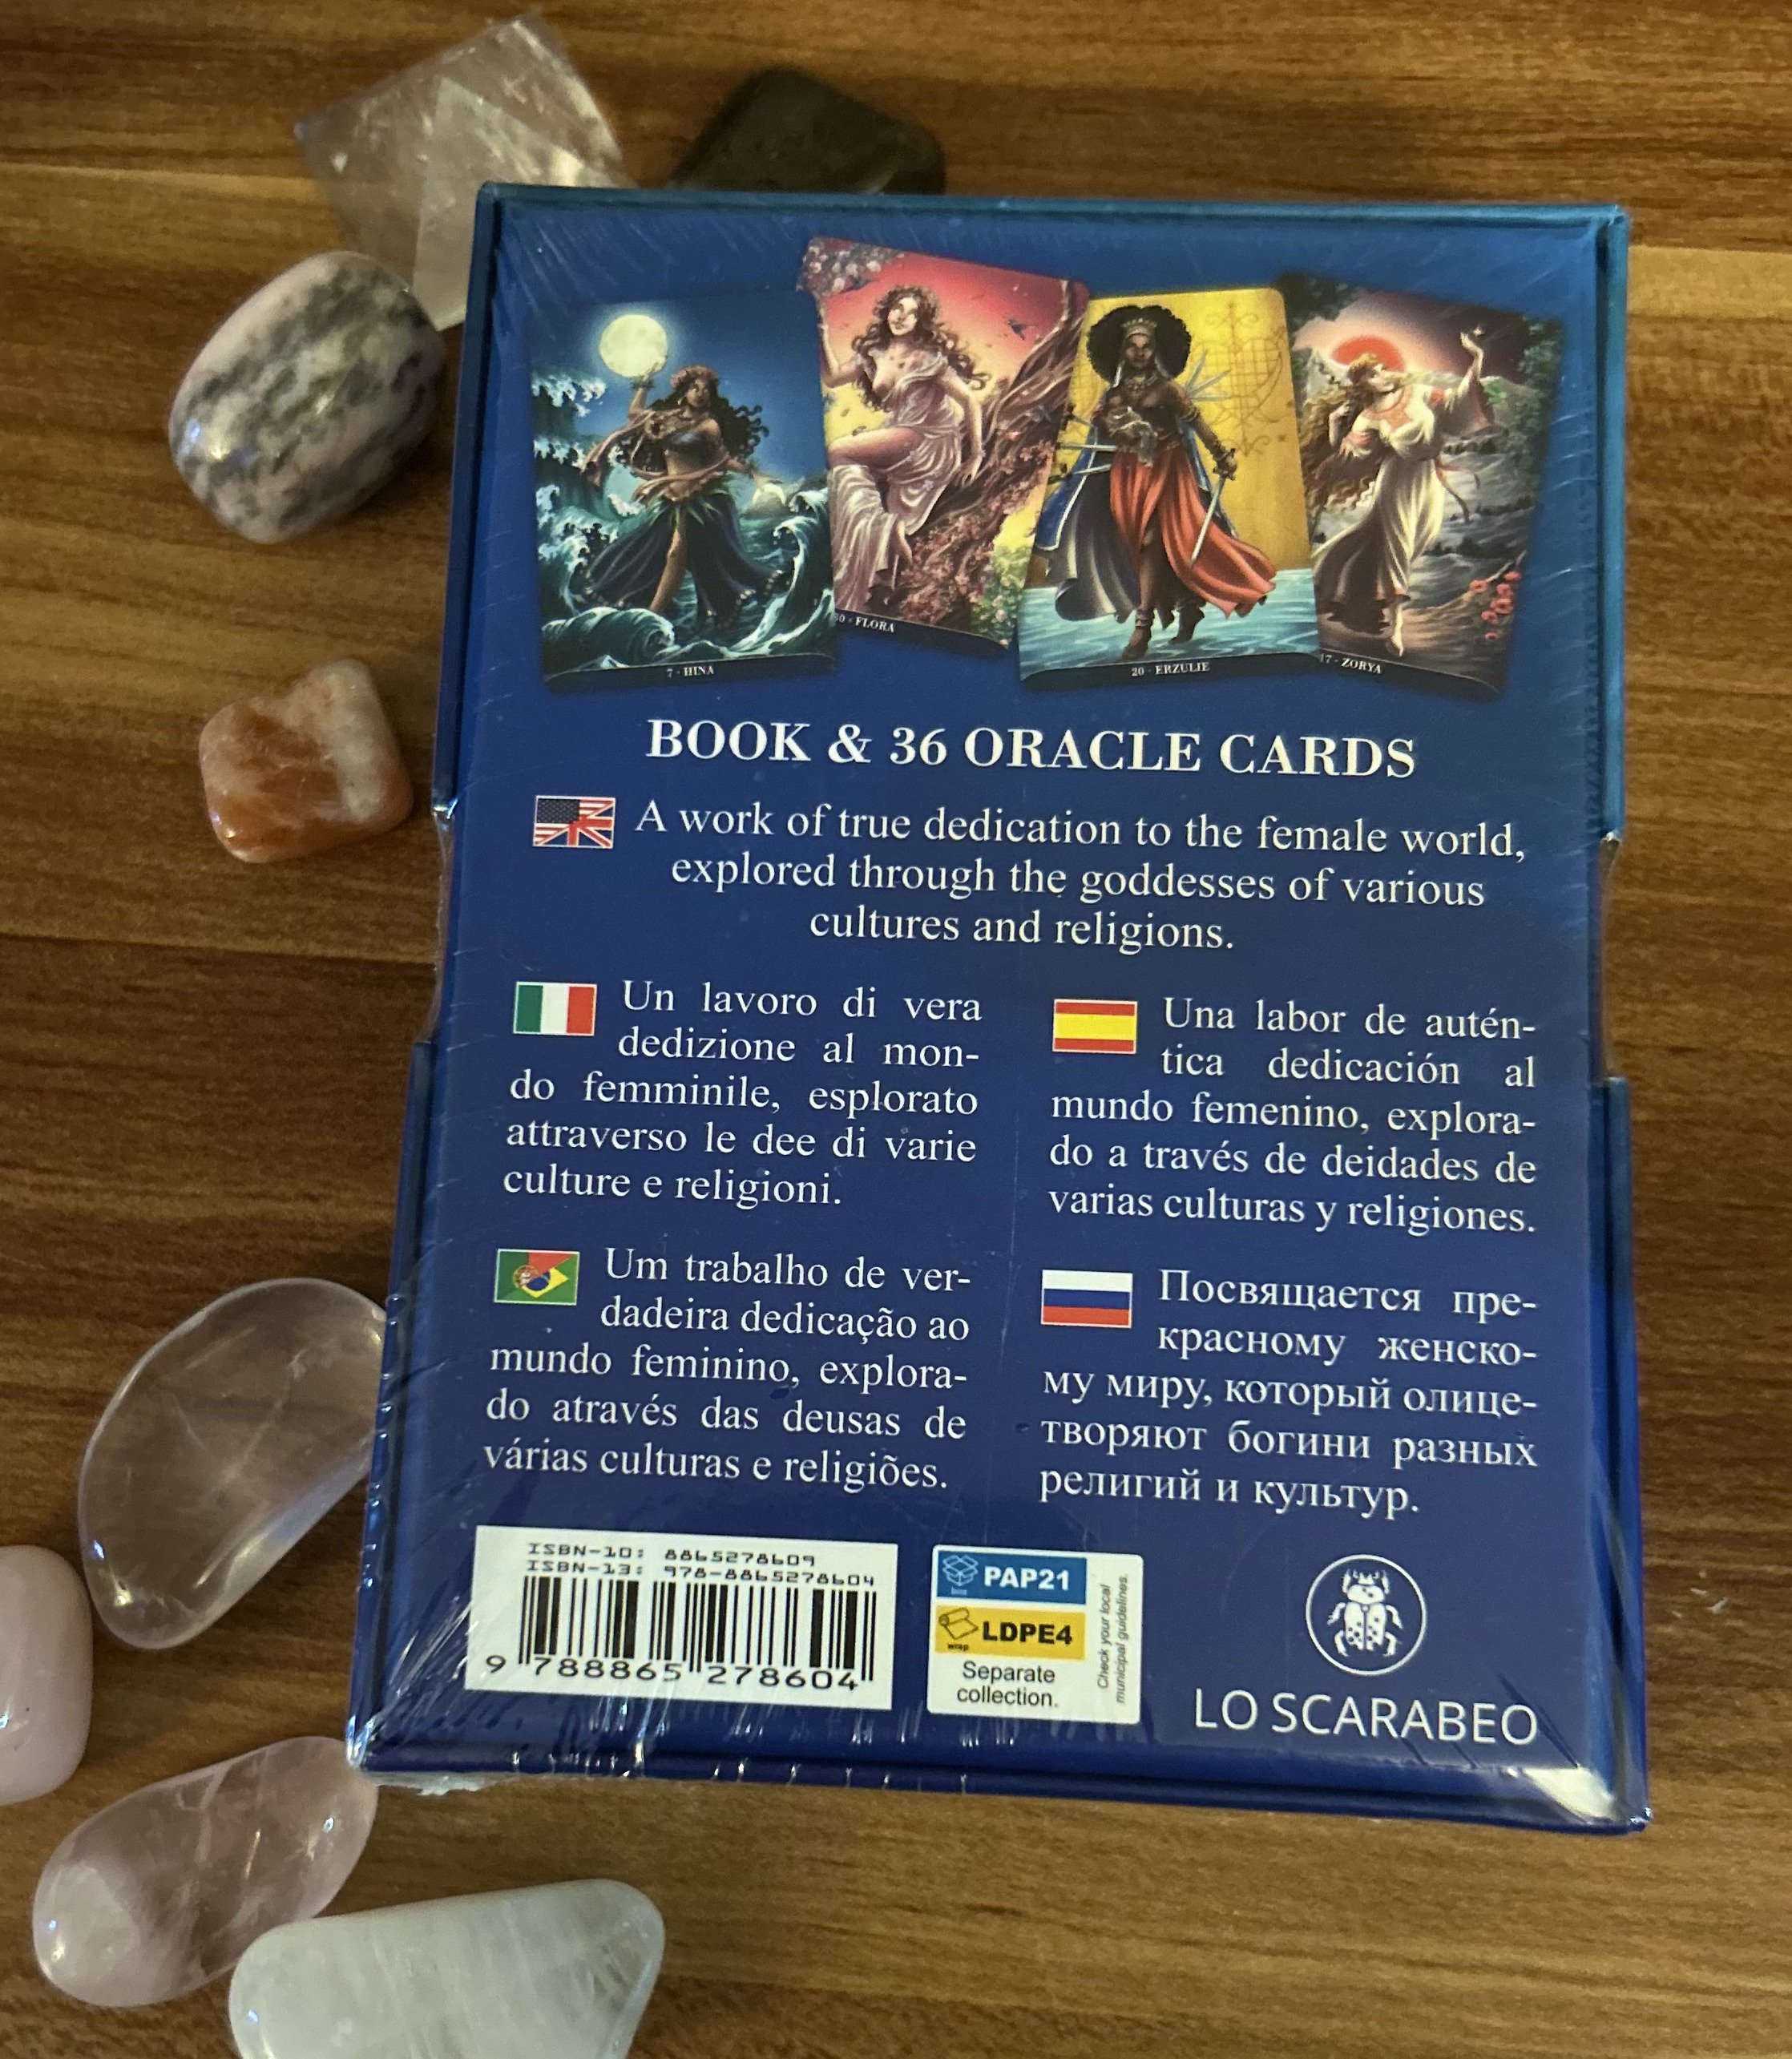 7 - HINA
30 - FLORA
20 - ERZULIE
17 - ZORYA
BOOK & 36 ORACLE CARDS
A work of true dedication to the female world,
explored through the goddesses of various
cultures and religions.
Un lavoro di vera
dedizione al mon-
do femminile, esplorato
attraverso le dee di varie
culture e religioni.
Una labor de autén-
tica dedicación al
mundo femenino, explora-
do a través de deidades de
varias culturas y religiones.
Um trabalho de ver-
dadeira dedicação ao
mundo feminino, explora-
do através das deusas de
várias culturas e religiões.
Посвящается пре-
красному женско-
му миру, который олице-
творяют богини разных
религий и культур.
ISBN-10: 8865278609
ISBN-13: 978-8865278604
9 788865 278604
box
PAP21
wrap
LDPE4
Separate
collection.
Check your local
municipal guidelines.
LO SCARABEO